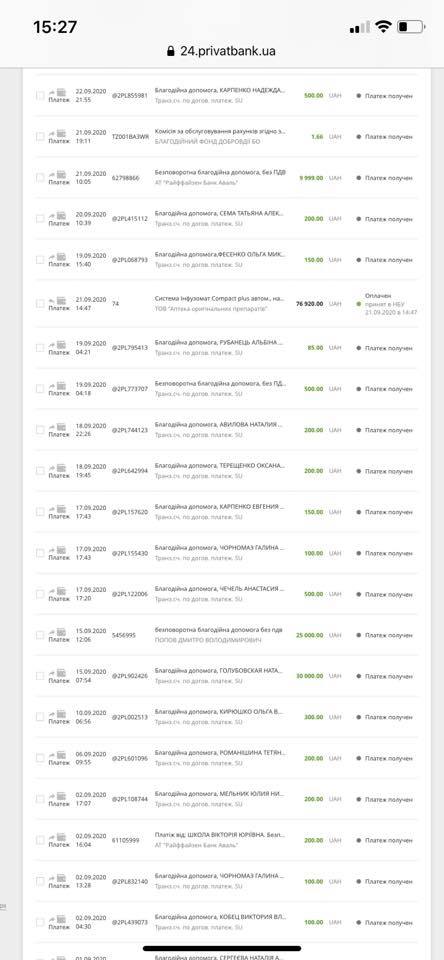 15:27
24.privatbank.ua
Платеж 22.09.2020 21:55 @2PL855981 Благодійна допомога, КАРПЕНКО НАДЕЖДА... Транз.сч. по догов. платеж. SU 500.00 UAH Платеж получен
Платеж 21.09.2020 19:11 TZ001BA3WR Комісія за обслуговування рахунків згідно з... БЛАГОДІЙНИЙ ФОНД ДОБРОВДІЇ БО 1.66 UAH Платеж получен
Платеж 21.09.2020 10:05 62798866 Безповоротна благодійна допомога, без ПДВ АТ "Райффайзен Банк Аваль" 9 999.00 UAH Платеж получен
Платеж 20.09.2020 10:39 @2PL415112 Благодійна допомога, СЕМА ТАТЬЯНА АЛЕК... Транз.сч. по догов. платеж. SU 200.00 UAH Платеж получен
Платеж 19.09.2020 15:40 @2PL068793 Благодійна допомога,ФЕСЕНКО ОЛЬГА МИК... Транз.сч. по догов. платеж. SU 150.00 UAH Платеж получен
Платеж 21.09.2020 14:47 74 Система Інфузомат Compact plus автом., на... ТОВ "Аптека оригінальних препаратів" 76 920.00 UAH Оплачен принят в НБУ 21.09.2020 в 14:47
Платеж 19.09.2020 04:21 @2PL795413 Благодійна допомога, РУБАНЕЦЬ АЛЬБІНА ... Транз.сч. по догов. платеж. SU 85.00 UAH Платеж получен
Платеж 19.09.2020 04:18 @2PL773707 Безповоротна благодійна допомога, без ПД... Транз.сч. по догов. платеж. SU 500.00 UAH Платеж получен
Платеж 18.09.2020 22:26 @2PL744123 Благодійна допомога, АВИЛОВА НАТАЛИЯ ... Транз.сч. по догов. платеж. SU 200.00 UAH Платеж получен
Платеж 18.09.2020 19:45 @2PL642994 Благодійна допомога, ТЕРЕЩЕНКО ОКСАНА... Транз.сч. по догов. платеж. SU 200.00 UAH Платеж получен
Платеж 17.09.2020 17:43 @2PL157620 Благодійна допомога, КАРПЕНКО ЕВГЕНИЯ ... Транз.сч. по догов. платеж. SU 150.00 UAH Платеж получен
Платеж 17.09.2020 17:43 @2PL155430 Благодійна допомога, ЧОРНОМАЗ ГАЛИНА ... Транз.сч. по догов. платеж. SU 100.00 UAH Платеж получен
Платеж 17.09.2020 17:20 @2PL122006 Благодійна допомога, ЧЕЧЕЛЬ АНАСТАСИЯ ... Транз.сч. по догов. платеж. SU 500.00 UAH Платеж получен
Платеж 15.09.2020 12:06 5456995 безповоротна благодійна допомога без пдв ПОПОВ ДМИТРО ВОЛОДИМИРОВИЧ 25 000.00 UAH Платеж получен
Платеж 15.09.2020 07:54 @2PL902426 Благодійна допомога, ГОЛУБОВСКАЯ НАТА... Транз.сч. по догов. платеж. SU 30 000.00 UAH Платеж получен
Платеж 10.09.2020 06:56 @2PL002513 Благодійна допомога, КИРЮШКО ОЛЬГА В... Транз.сч. по догов. платеж. SU 300.00 UAH Платеж получен
Платеж 06.09.2020 09:55 @2PL601096 Благодійна допомога, РОМАНІШИНА ТЕТЯН... Транз.сч. по догов. платеж. SU 200.00 UAH Платеж получен
Платеж 02.09.2020 17:07 @2PL108744 Благодійна допомога, МЕЛЬНИК ЮЛИЯ НИ... Транз.сч. по догов. платеж. SU 200.00 UAH Платеж получен
Платеж 02.09.2020 16:04 61105999 Платіж від: ШКОЛА ВІКТОРІЯ ЮРІЇВНА. Безп... АТ "Райффайзен Банк Аваль" 200.00 UAH Платеж получен
Платеж 02.09.2020 13:28 @2PL832140 Благодійна допомога, ЧОРНОМАЗ ГАЛИНА ... Транз.сч. по догов. платеж. SU 100.00 UAH Платеж получен
Платеж 02.09.2020 04:30 @2PL439073 Благодійна допомога, КОБЕЦ ВИКТОРИЯ ВЛ... Транз.сч. по догов. платеж. SU 100.00 UAH Платеж получен
01.09.2020 Благодійна допомога, СЕРГЕЄВА НАТАЛІЯ А...